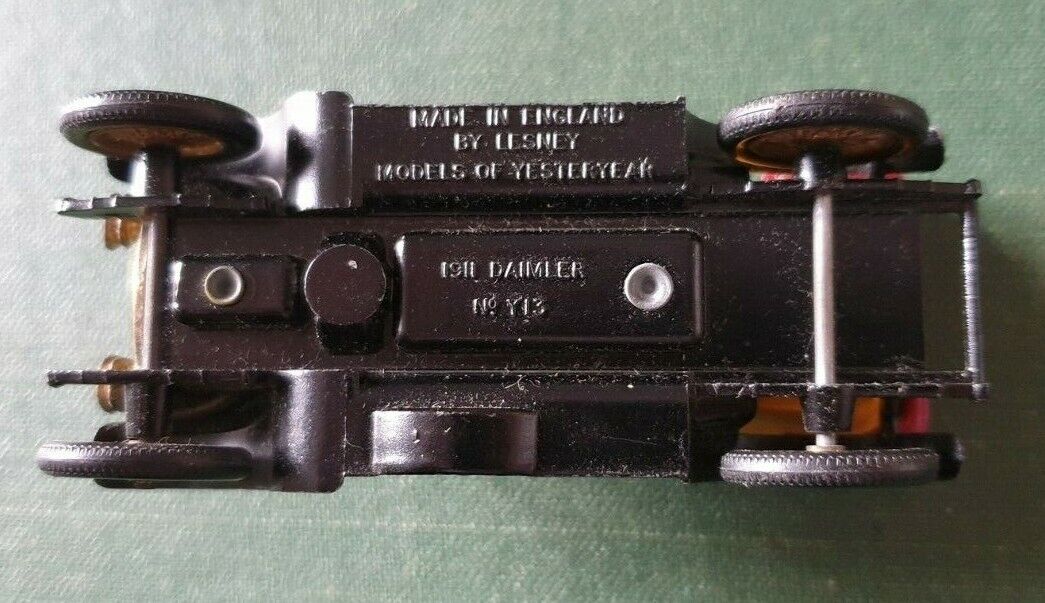 MADE IN ENGLAND
BY LESNEY
MODELS OF YESTERYEAR
1911 DAIMLER
No Y13